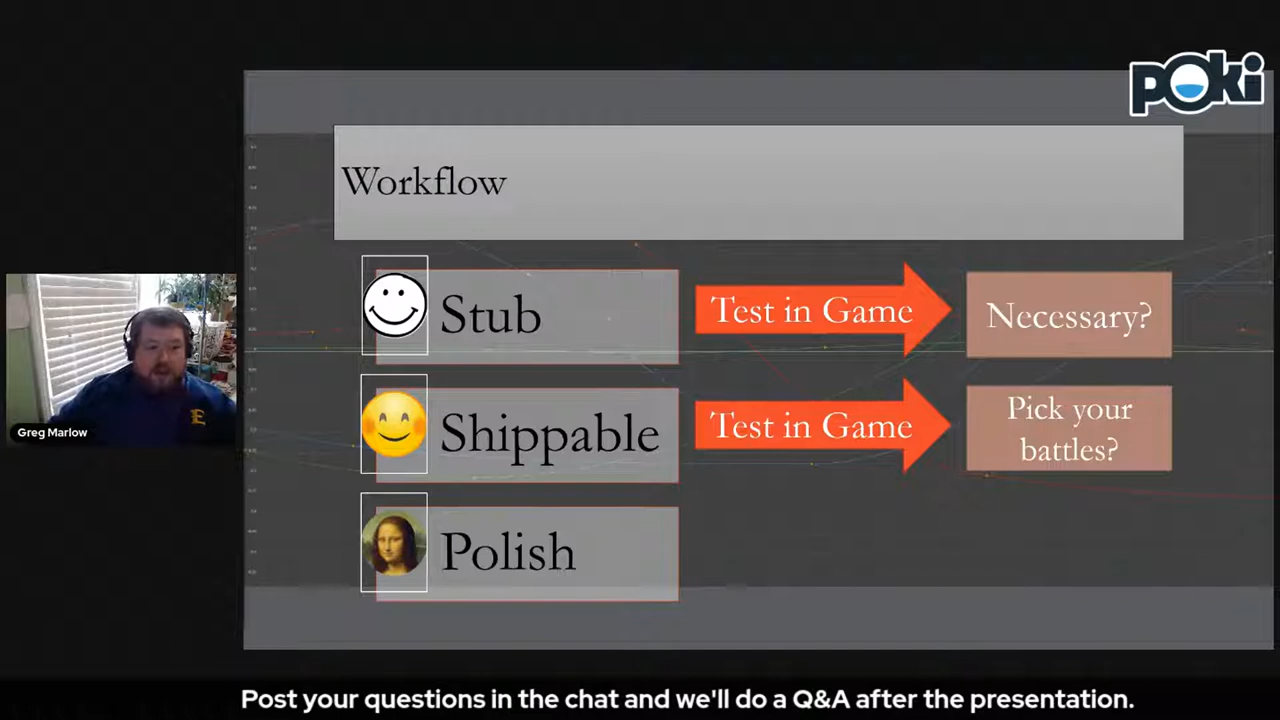 poki
Workflow
Stub
Test in Game
Necessary?
Shippable
Test in Game
Pick your
battles?
Polish
Greg Marlow
Post your questions in the chat and we'll do a Q&A after the presentation.